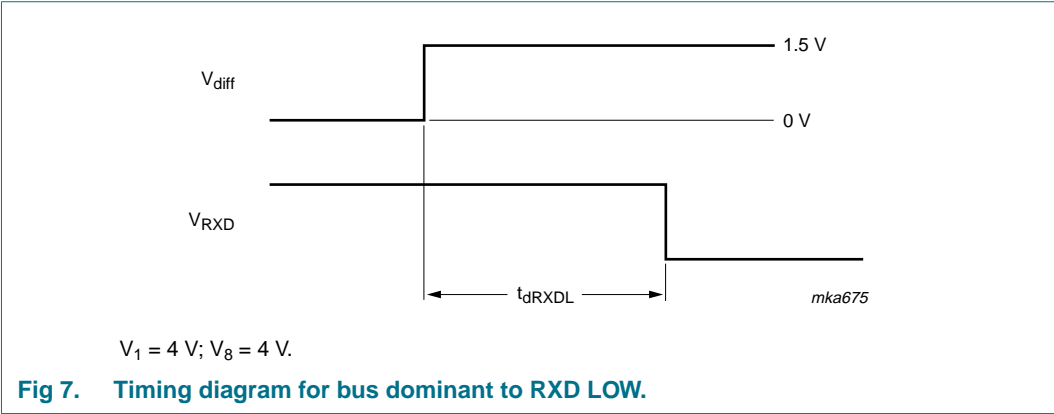 1.5 V
V_diff
0 V
V_RXD
t_dRXDL
mka675
V_1 = 4 V; V_8 = 4 V.
Fig 7. Timing diagram for bus dominant to RXD LOW.